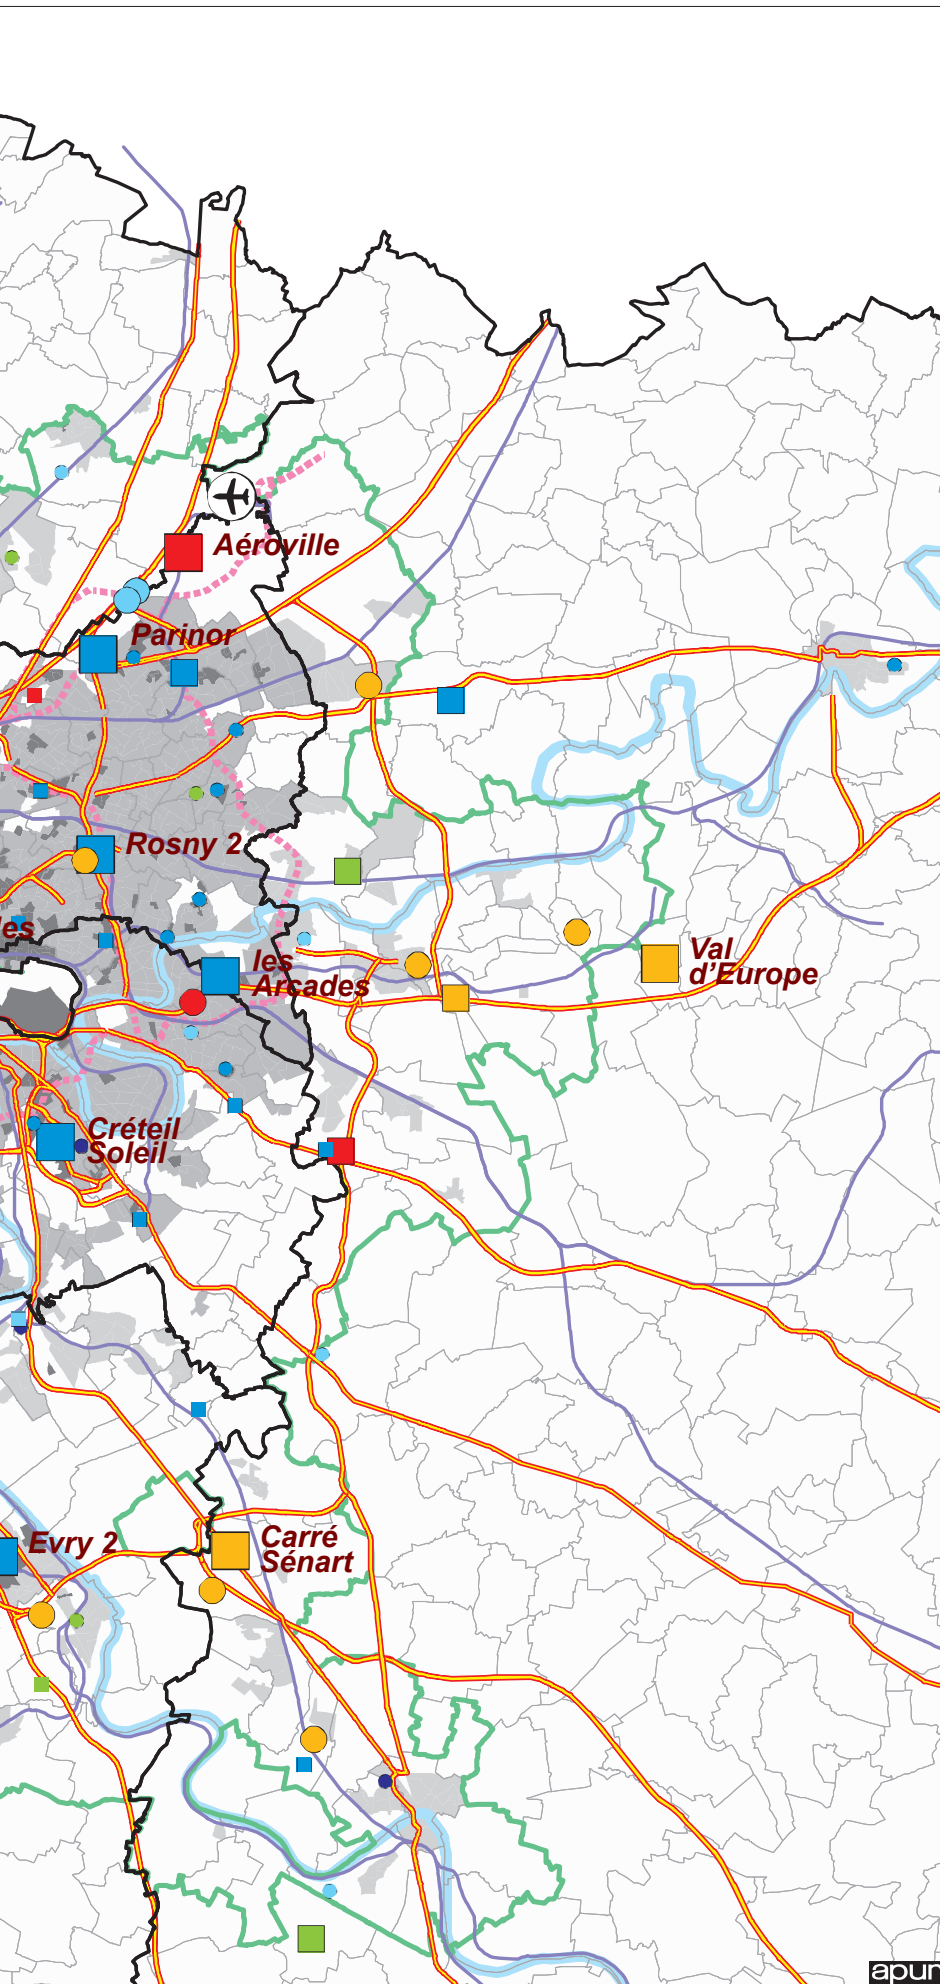 Aéroville
Parinor
Rosny 2
les
les
Arcades
Val
d’Europe
Créteil
Soleil
Evry 2
Carré
Sénart
apur